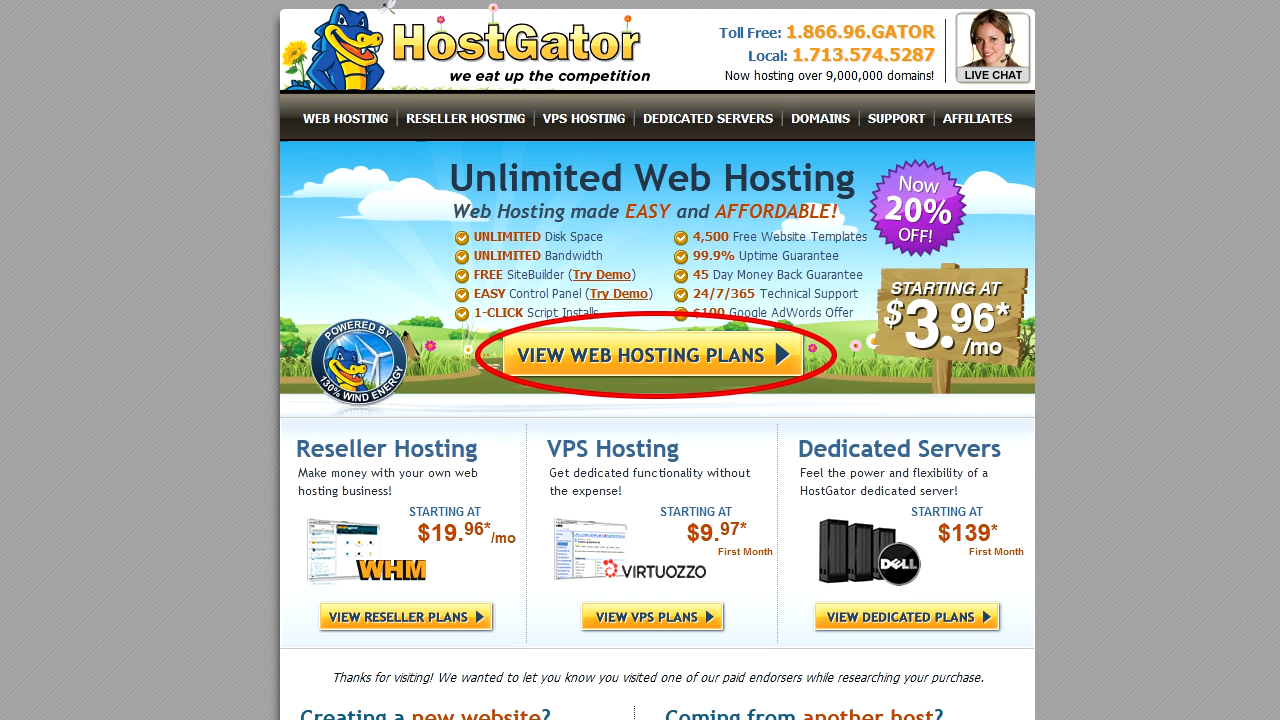 HostGator
we eat up the competition
Toll Free: 1.866.96.GATOR
Local: 1.713.574.5287
Now hosting over 9,000,000 domains!
LIVE CHAT
WEB HOSTING
RESELLER HOSTING
VPS HOSTING
DEDICATED SERVERS
DOMAINS
SUPPORT
AFFILIATES
Unlimited Web Hosting
Web Hosting made EASY and AFFORDABLE!
UNLIMITED Disk Space
UNLIMITED Bandwidth
FREE SiteBuilder (Try Demo)
EASY Control Panel (Try Demo)
1-CLICK Script Installs
4,500 Free Website Templates
99.9% Uptime Guarantee
45 Day Money Back Guarantee
24/7/365 Technical Support
$100 Google AdWords Offer
Now
20%
OFF!
STARTING AT
$3.96*
/mo
POWERED BY
130% WIND ENERGY
VIEW WEB HOSTING PLANS
Reseller Hosting
Make money with your own web
hosting business!
STARTING AT
$19.96*/mo
WHM
VIEW RESELLER PLANS
VPS Hosting
Get dedicated functionality without
the expense!
STARTING AT
$9.97*
First Month
VIRTUOZZO
VIEW VPS PLANS
Dedicated Servers
Feel the power and flexibility of a
HostGator dedicated server!
STARTING AT
$139*
First Month
DELL
VIEW DEDICATED PLANS
Thanks for visiting! We wanted to let you know you visited one of our paid endorsers while researching your purchase.
Creating a new website?
Coming from another host?